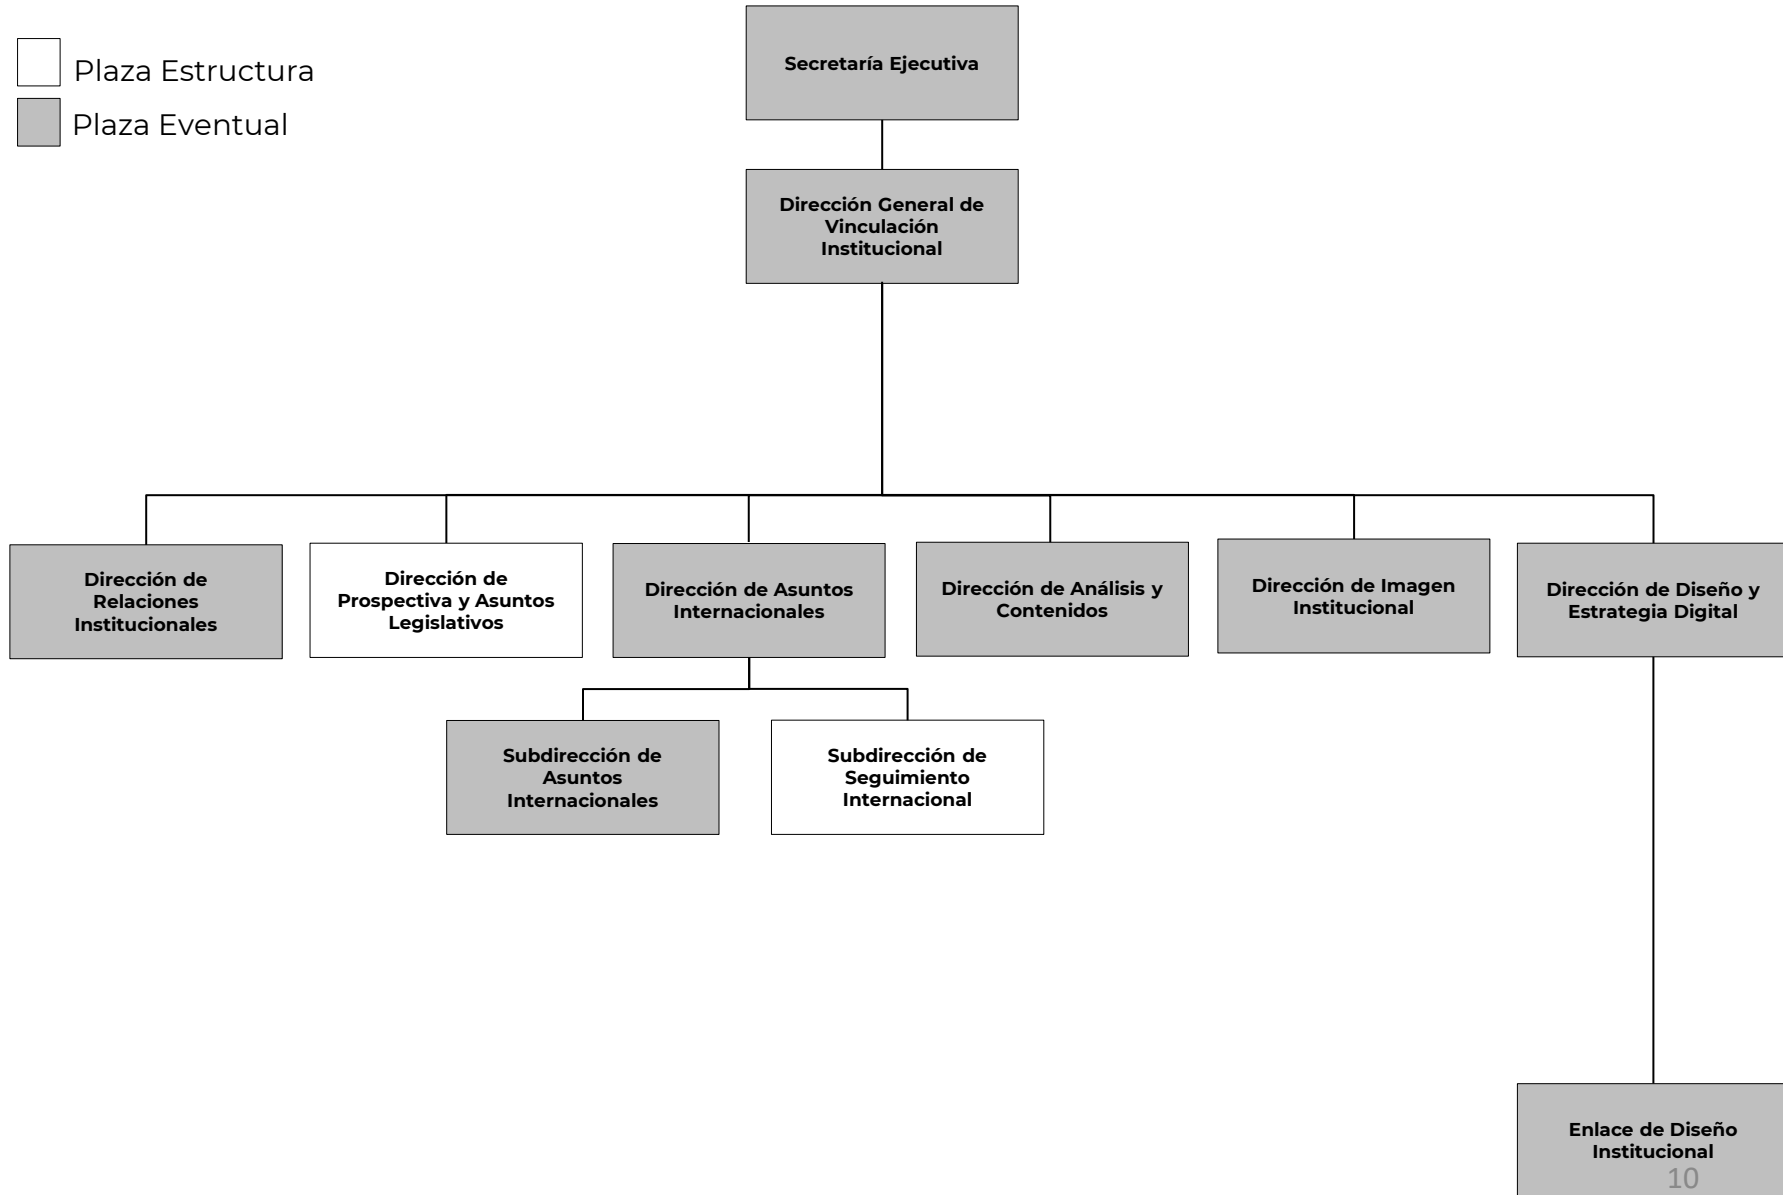 Plaza Estructura
Plaza Eventual
Secretaría Ejecutiva
Dirección General de
Vinculación
Institucional
Dirección de
Relaciones
Institucionales
Dirección de
Prospectiva y Asuntos
Legislativos
Dirección de Asuntos
Internacionales
Dirección de Análisis y
Contenidos
Dirección de Imagen
Institucional
Dirección de Diseño y
Estrategia Digital
Subdirección de
Asuntos
Internacionales
Subdirección de
Seguimiento
Internacional
Enlace de Diseño
Institucional
10